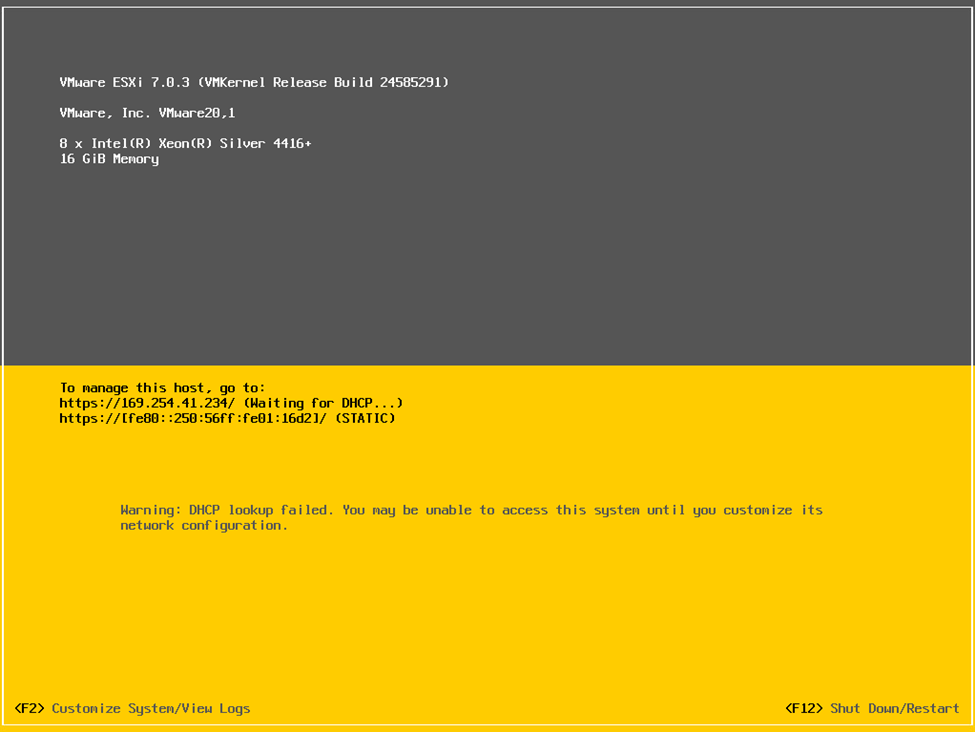 VMware ESXi 7.0.3 (VMKernel Release Build 24585291)
VMware, Inc. VMware20,1
8 x Intel(R) Xeon(R) Silver 4416+
16 GiB Memory
To manage this host, go to:
https://169.254.41.234/ (Waiting for DHCP...)
https://[fe80::250:56ff:fe01:16d2]/ (STATIC)
Warning: DHCP lookup failed. You may be unable to access this system until you customize its
network configuration.
<F2> Customize System/View Logs
<F12> Shut Down/Restart